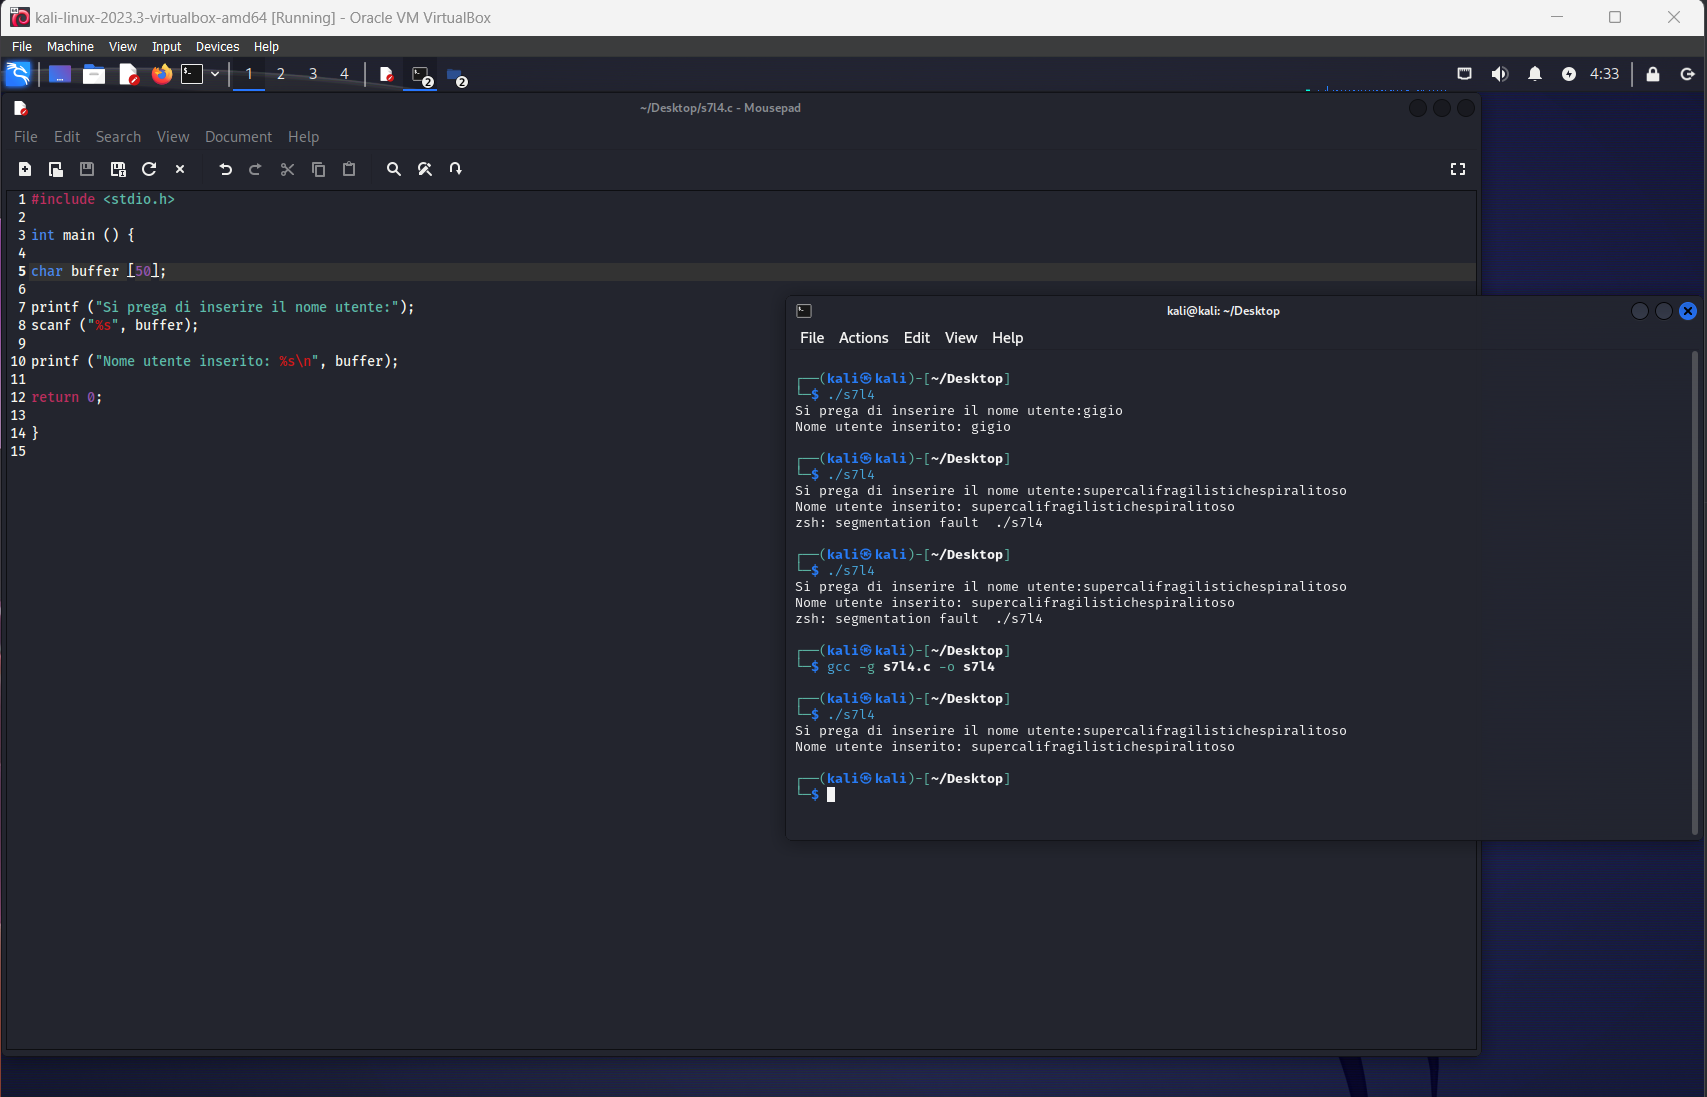 kali-linux-2023.3-virtualbox-amd64 [Running] - Oracle VM VirtualBox
File Machine View Input Devices Help
1 2 3 4 2 2 4:33
~/Desktop/s7l4.c - Mousepad
File Edit Search View Document Help
1 #include <stdio.h>
2
3 int main () {
4
5 char buffer [50];
6
7 printf ("Si prega di inserire il nome utente:");
8 scanf ("%s", buffer);
9
10 printf ("Nome utente inserito: %s\n", buffer);
11
12 return 0;
13
14 }
15
kali@kali: ~/Desktop
File Actions Edit View Help
┌──(kali㉿kali)-[~/Desktop]
└─$ ./s7l4
Si prega di inserire il nome utente:gigio
Nome utente inserito: gigio
┌──(kali㉿kali)-[~/Desktop]
└─$ ./s7l4
Si prega di inserire il nome utente:supercalifragilistichespiralitoso
Nome utente inserito: supercalifragilistichespiralitoso
zsh: segmentation fault  ./s7l4
┌──(kali㉿kali)-[~/Desktop]
└─$ ./s7l4
Si prega di inserire il nome utente:supercalifragilistichespiralitoso
Nome utente inserito: supercalifragilistichespiralitoso
zsh: segmentation fault  ./s7l4
┌──(kali㉿kali)-[~/Desktop]
└─$ gcc -g s7l4.c -o s7l4
┌──(kali㉿kali)-[~/Desktop]
└─$ ./s7l4
Si prega di inserire il nome utente:supercalifragilistichespiralitoso
Nome utente inserito: supercalifragilistichespiralitoso
┌──(kali㉿kali)-[~/Desktop]
└─$